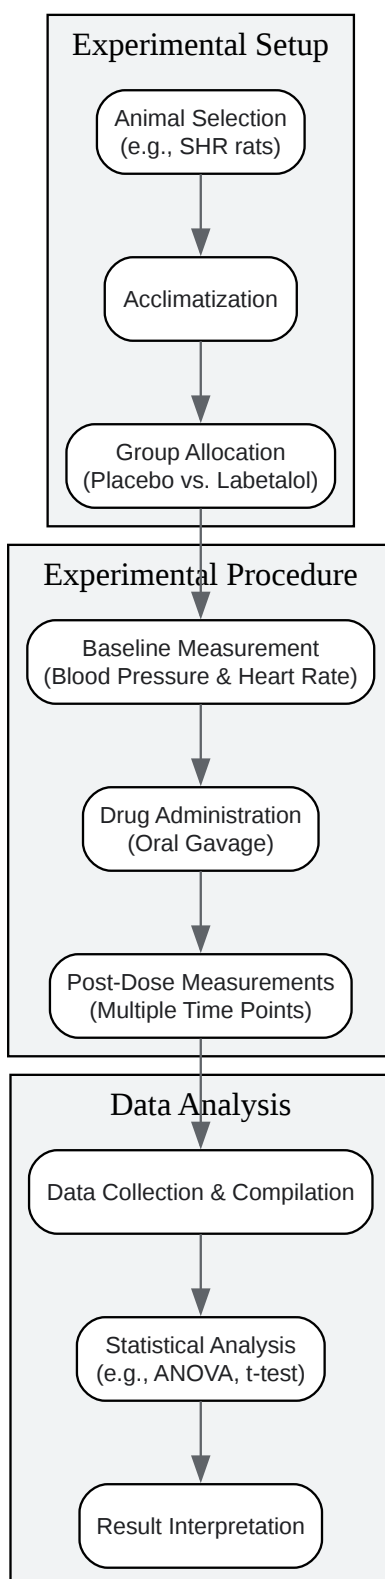 Experimental Setup
Animal Selection
(e.g., SHR rats)
Acclimatization
Group Allocation
(Placebo vs. Labetalol)
Experimental Procedure
Baseline Measurement
(Blood Pressure & Heart Rate)
Drug Administration
(Oral Gavage)
Post-Dose Measurements
(Multiple Time Points)
Data Analysis
Data Collection & Compilation
Statistical Analysis
(e.g., ANOVA, t-test)
Result Interpretation